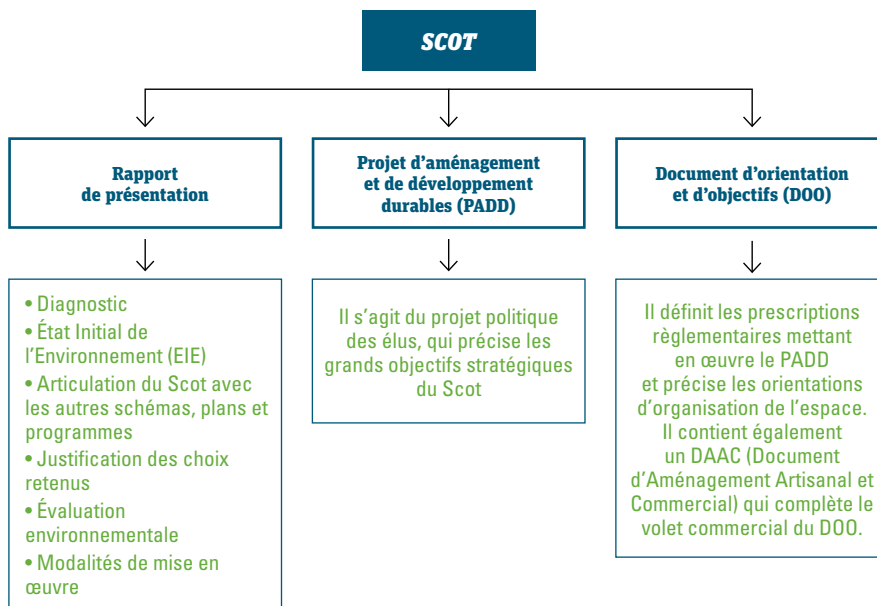 SCOT
Rapport
de présentation
Projet d'aménagement
et de développement
durables (PADD)
Document d'orientation
et d'objectifs (DOO)
• Diagnostic
• État Initial de
l'Environnement (EIE)
• Articulation du Scot avec
les autres schémas, plans et
programmes
• Justification des choix
retenus
• Évaluation
environnementale
• Modalités de mise en
œuvre
Il s'agit du projet politique
des élus, qui précise les
grands objectifs stratégiques
du Scot
Il définit les prescriptions
règlementaires mettant
en œuvre le PADD
et précise les orientations
d'organisation de l'espace.
Il contient également
un DAAC (Document
d'Aménagement Artisanal et
Commercial) qui complète le
volet commercial du DOO.